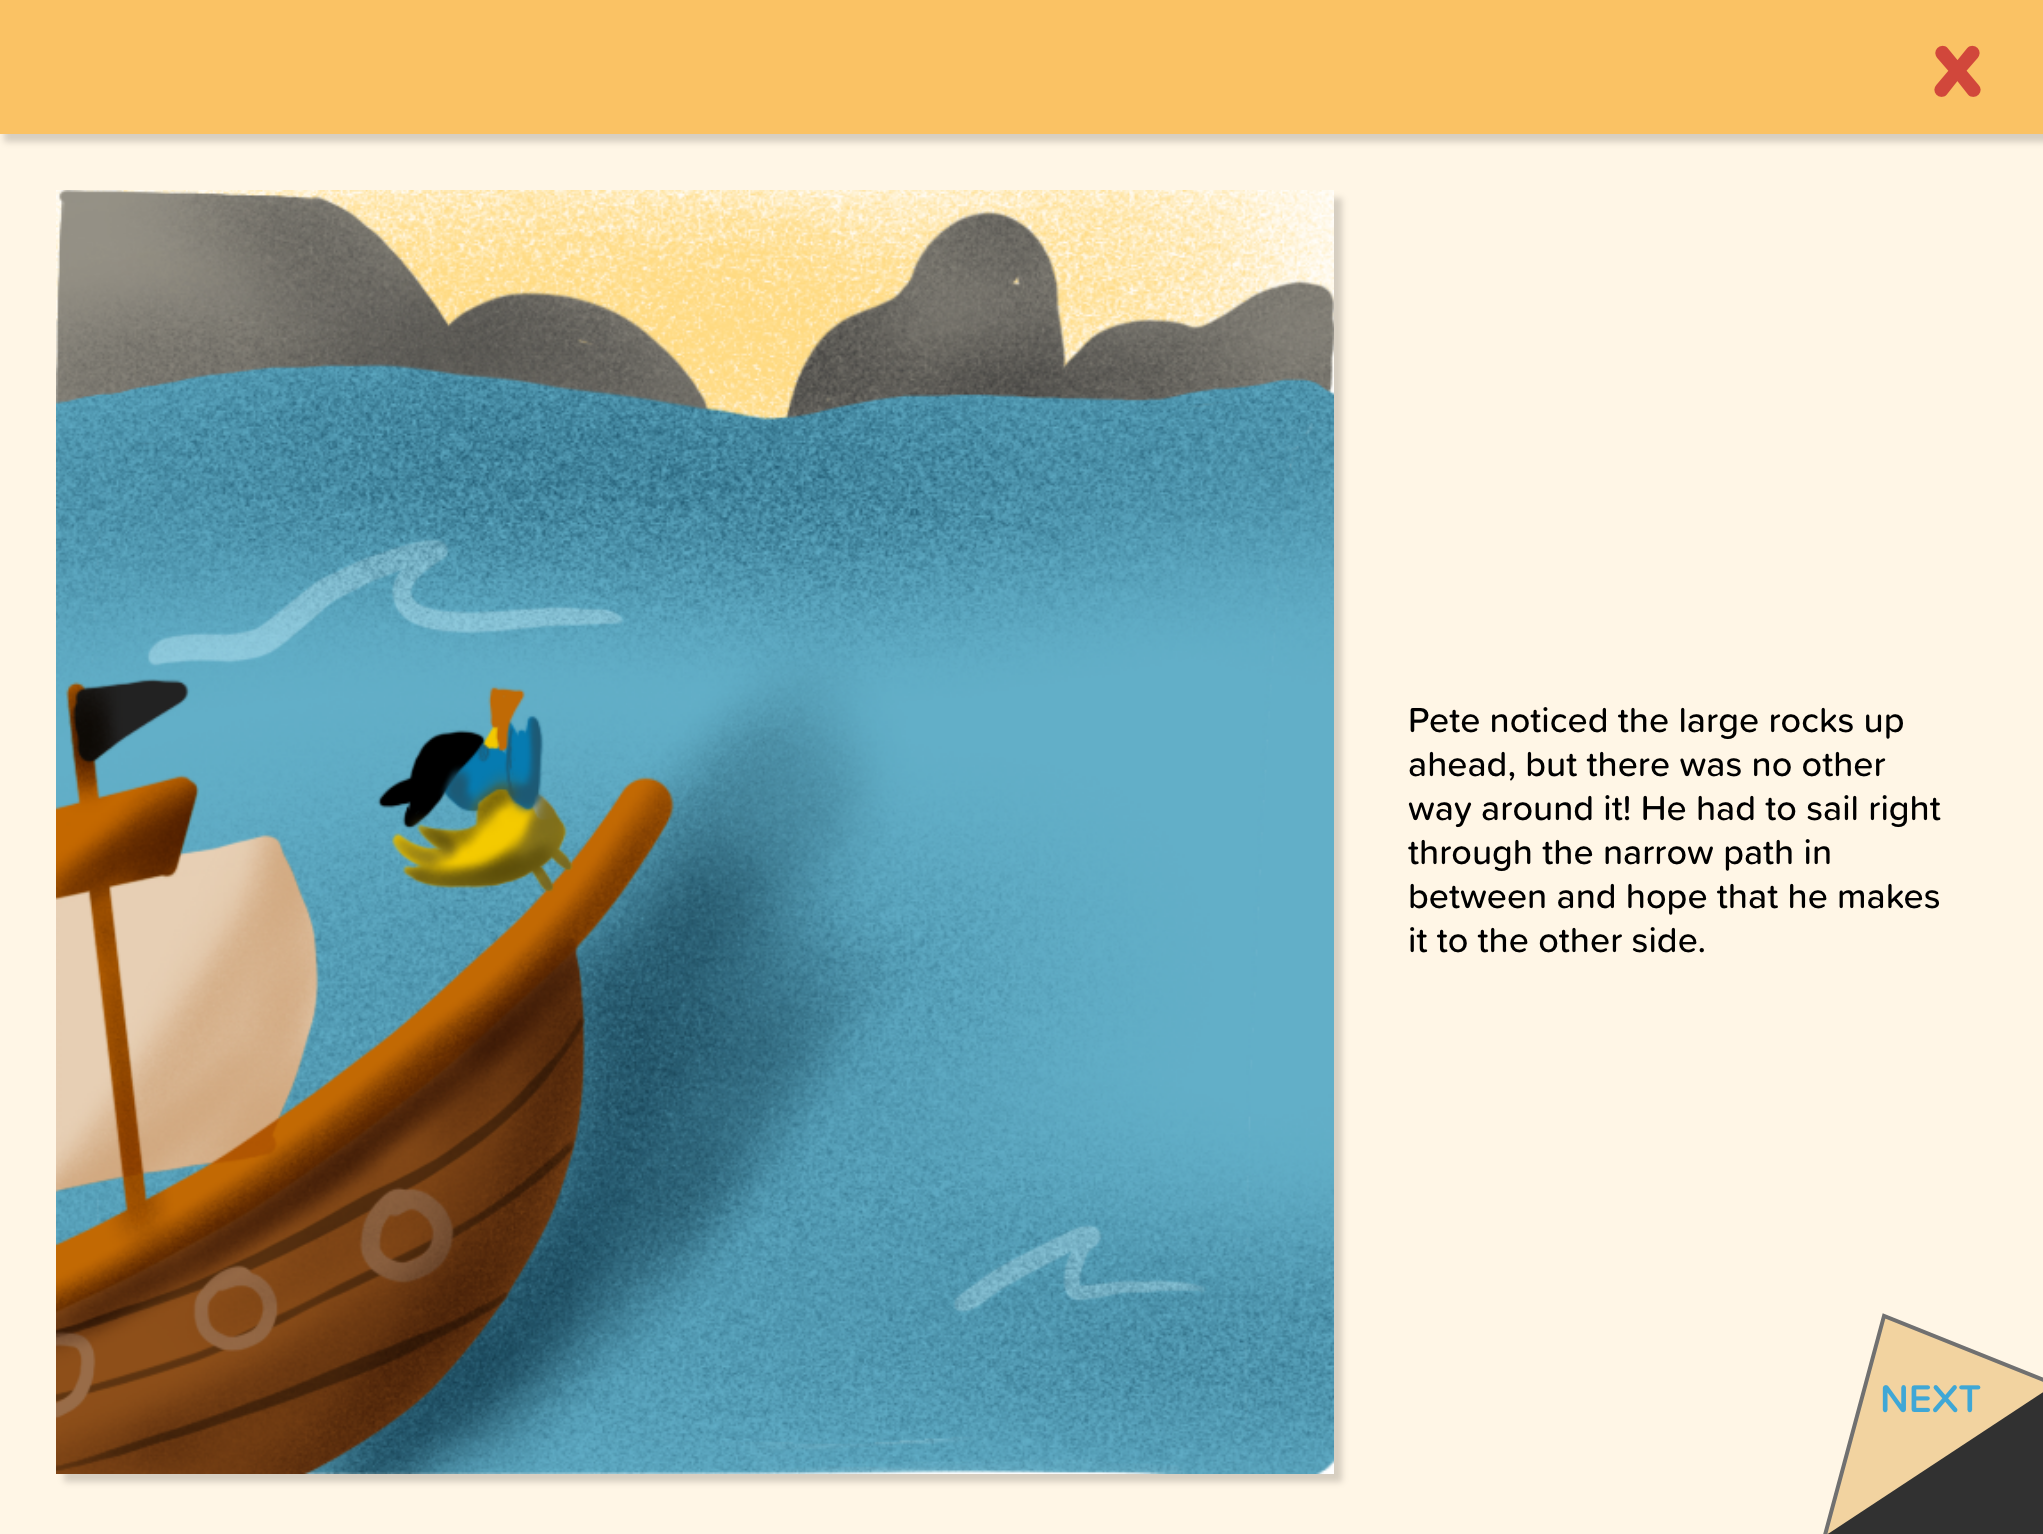 Pete noticed the large rocks up
ahead, but there was no other
way around it! He had to sail right
through the narrow path in
between and hope that he makes
it to the other side.
NEXT